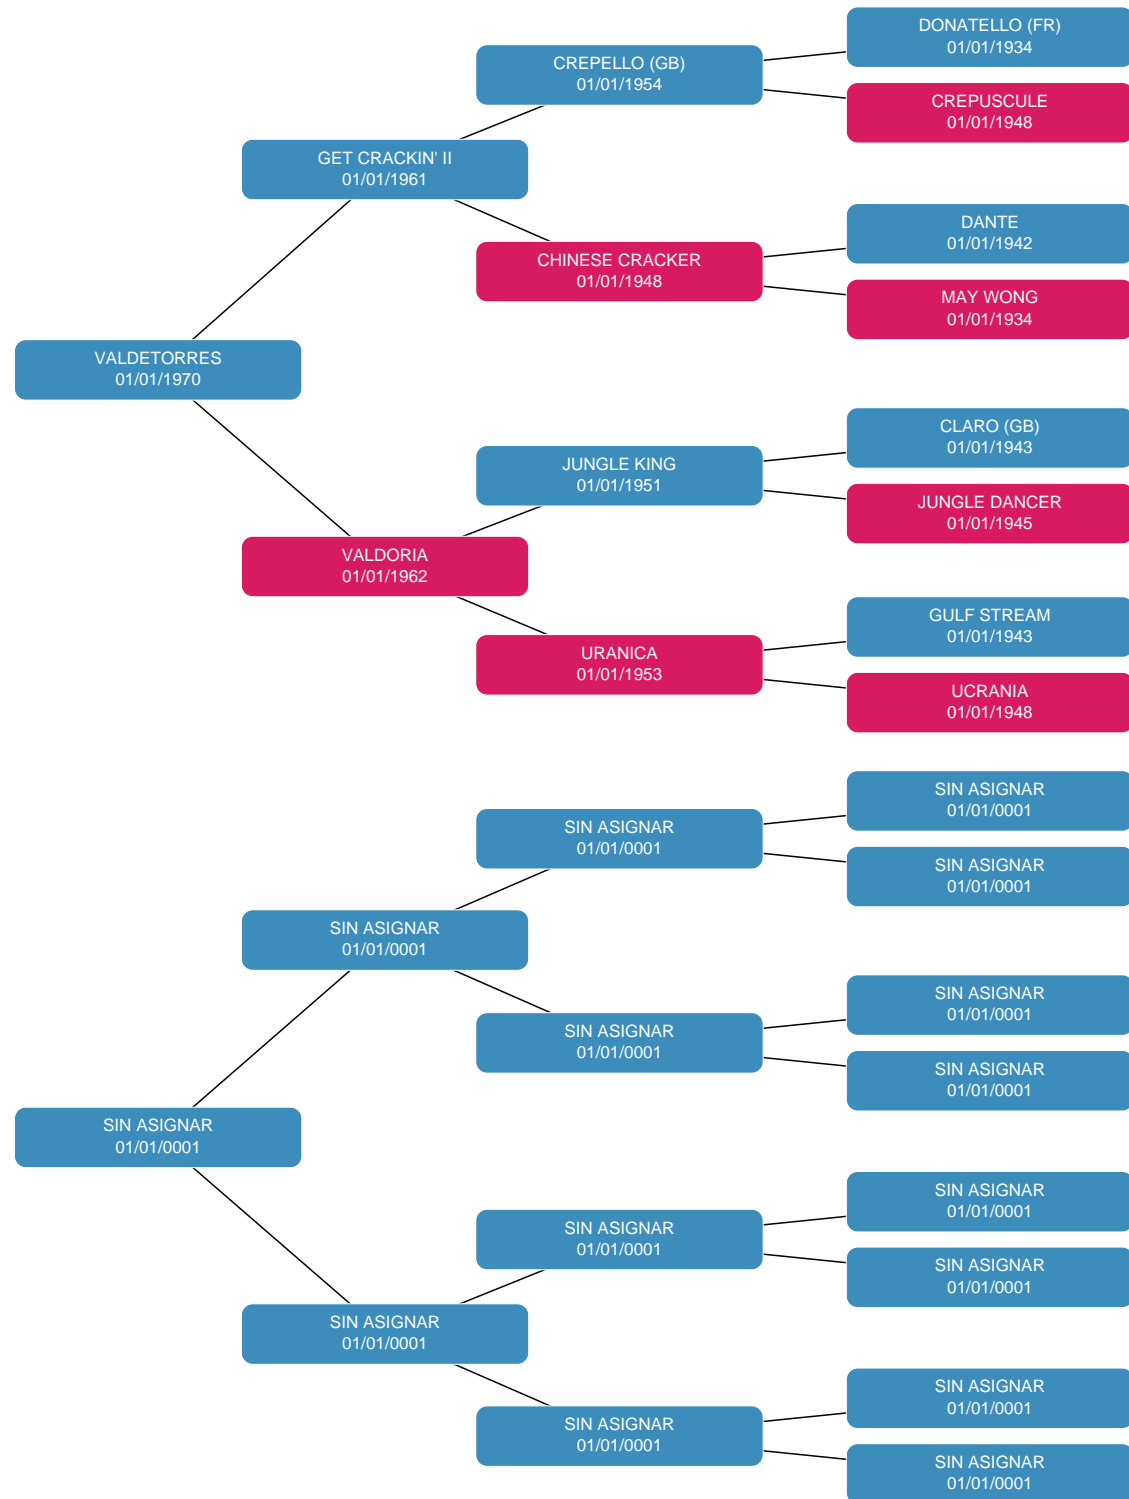 DONATELLO (FR)
01/01/1934
CREPELLO (GB)
01/01/1954
CREPUSCULE
01/01/1948
GET CRACKIN' II
01/01/1961
DANTE
01/01/1942
CHINESE CRACKER
01/01/1948
MAY WONG
01/01/1934
VALDETORRES
01/01/1970
CLARO (GB)
01/01/1943
JUNGLE KING
01/01/1951
JUNGLE DANCER
01/01/1945
VALDORIA
01/01/1962
GULF STREAM
01/01/1943
URANICA
01/01/1953
UCRANIA
01/01/1948
SIN ASIGNAR
01/01/0001
SIN ASIGNAR
01/01/0001
SIN ASIGNAR
01/01/0001
SIN ASIGNAR
01/01/0001
SIN ASIGNAR
01/01/0001
SIN ASIGNAR
01/01/0001
SIN ASIGNAR
01/01/0001
SIN ASIGNAR
01/01/0001
SIN ASIGNAR
01/01/0001
SIN ASIGNAR
01/01/0001
SIN ASIGNAR
01/01/0001
SIN ASIGNAR
01/01/0001
SIN ASIGNAR
01/01/0001
SIN ASIGNAR
01/01/0001
SIN ASIGNAR
01/01/0001